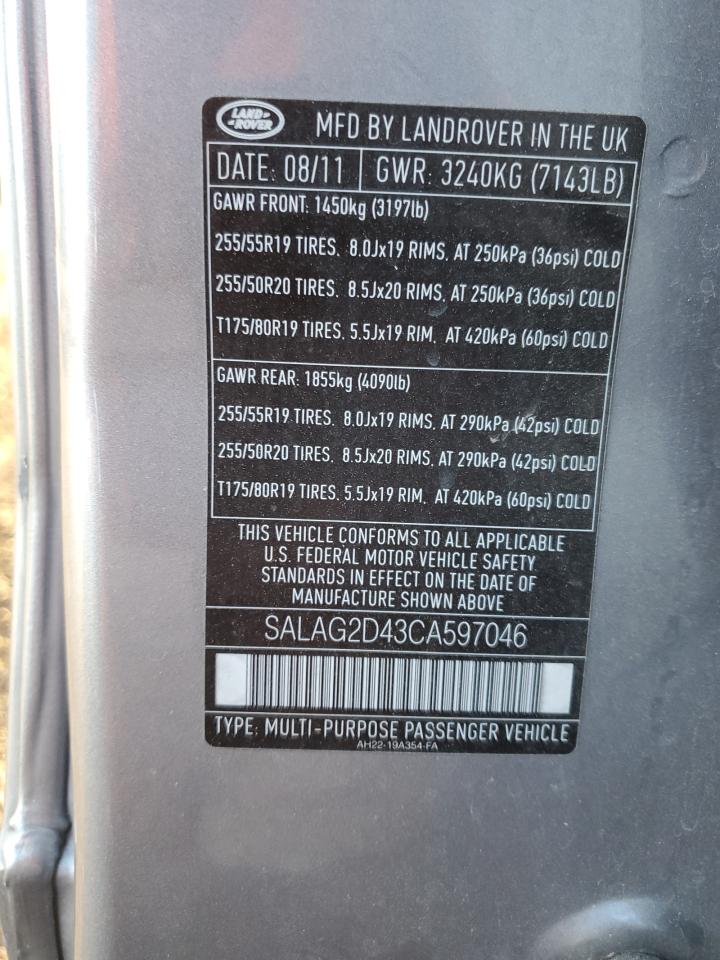 LAND ROVER
MFD BY LANDROVER IN THE UK
DATE: 08/11 GWR: 3240KG (7143LB)
GAWR FRONT: 1450kg (3197lb)
255/55R19 TIRES, 8.0Jx19 RIMS, AT 250kPa (36psi) COLD
255/50R20 TIRES, 8.5Jx20 RIMS, AT 250kPa (36psi) COLD
T175/80R19 TIRES, 5.5Jx19 RIM, AT 420kPa (60psi) COLD
GAWR REAR: 1855kg (4090lb)
255/55R19 TIRES, 8.0Jx19 RIMS, AT 290kPa (42psi) COLD
255/50R20 TIRES, 8.5Jx20 RIMS, AT 290kPa (42psi) COLD
T175/80R19 TIRES, 5.5Jx19 RIM, AT 420kPa (60psi) COLD
THIS VEHICLE CONFORMS TO ALL APPLICABLE
U.S. FEDERAL MOTOR VEHICLE SAFETY
STANDARDS IN EFFECT ON THE DATE OF
MANUFACTURE SHOWN ABOVE
SALAG2D43CA597046
TYPE: MULTI-PURPOSE PASSENGER VEHICLE
AH22-19A354-FA